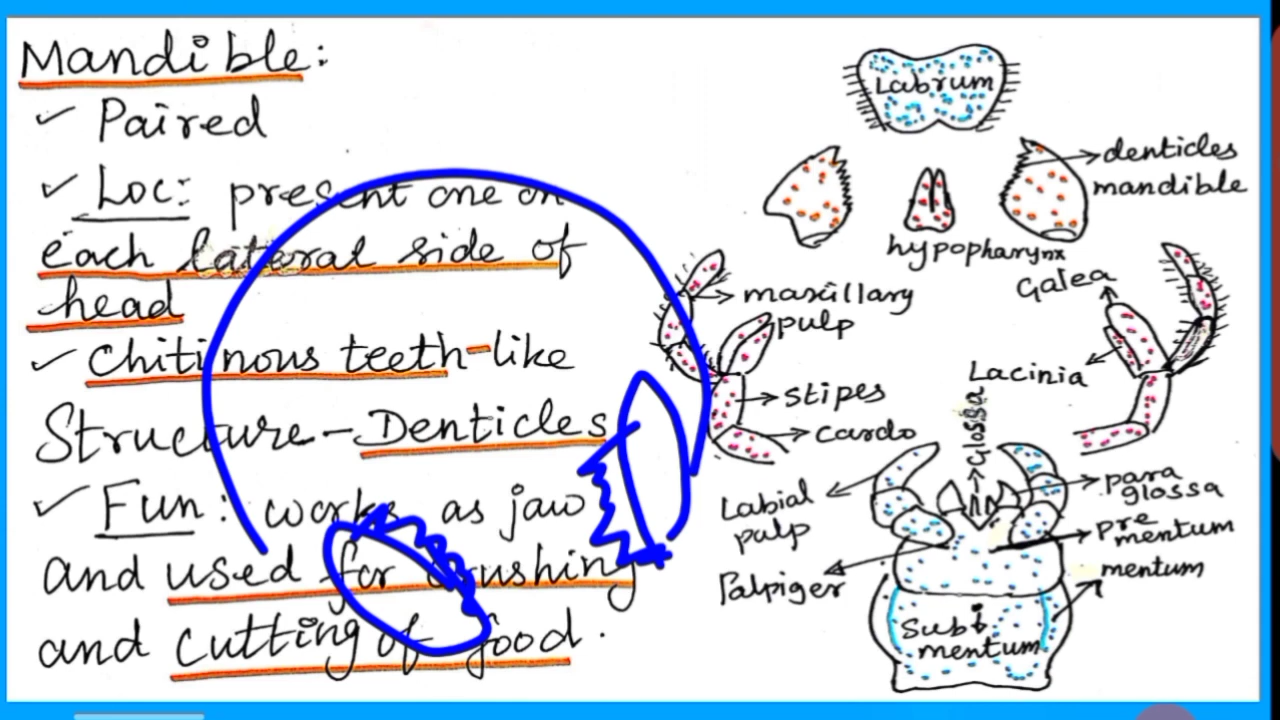 Mandible:
✓ Paired
✓ Loc: present one on
each lateral side of
head
✓ Chitinous teeth-like
Structure - Denticles
✓ Fun: works as jaw
and used for crushing
and cutting of food.
Labrum
denticles
mandible
hypopharynx
maxillary
pulp
Galea
Lacinia
stipes
cardo
Glossa
Labial
pulp
para
glossa
pre
mentum
Palpiger
mentum
Sub
mentum